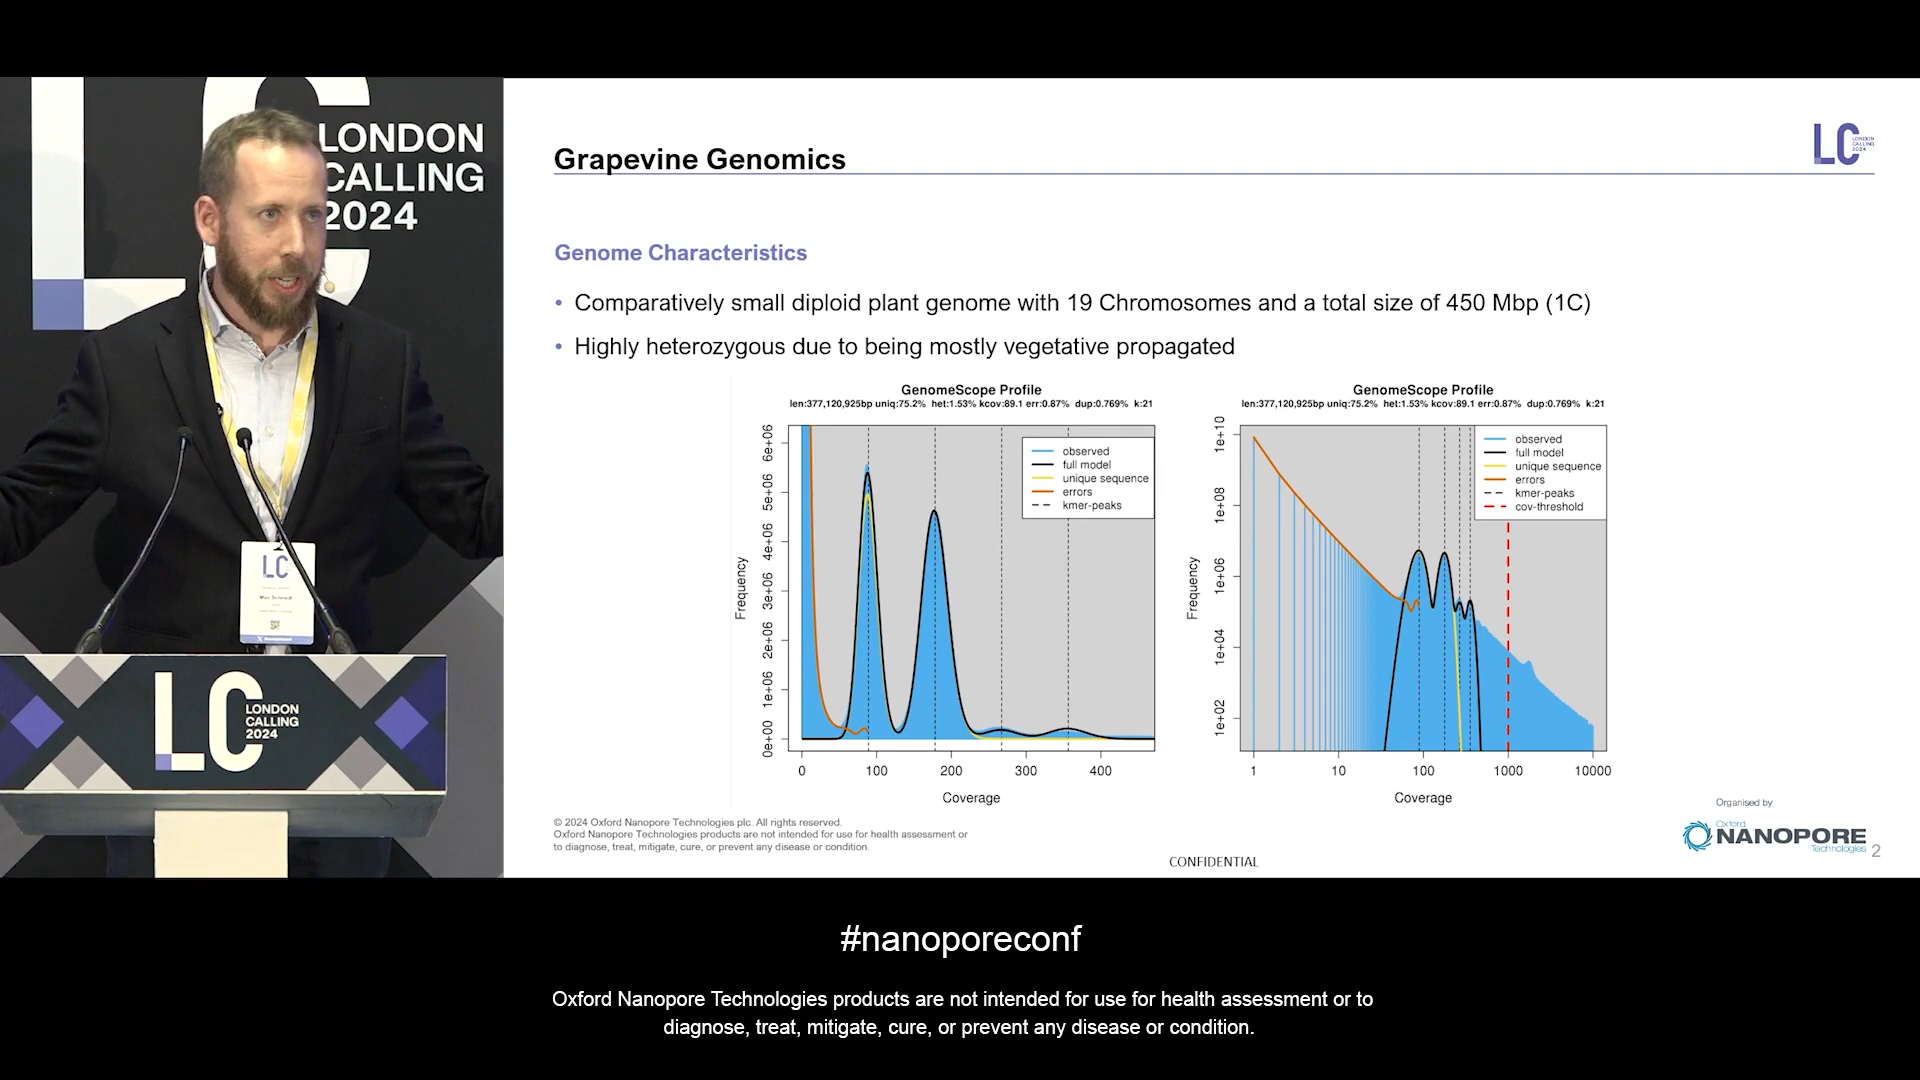 LONDON
CALLING
2024
LC
Max Schmidt
LC
LONDON
CALLING
2024
Grapevine Genomics
LC
LONDON
CALLING
2024
Genome Characteristics
• Comparatively small diploid plant genome with 19 Chromosomes and a total size of 450 Mbp (1C)
• Highly heterozygous due to being mostly vegetative propagated
GenomeScope Profile
len:377,120,925bp uniq:75.2% het:1.53% kcov:89.1 err:0.87% dup:0.769% k:21
observed
full model
unique sequence
errors
kmer-peaks
Frequency
0e+00 1e+06 2e+06 3e+06 4e+06 5e+06 6e+06
0 100 200 300 400
Coverage
GenomeScope Profile
len:377,120,925bp uniq:75.2% het:1.53% kcov:89.1 err:0.87% dup:0.769% k:21
observed
full model
unique sequence
errors
kmer-peaks
cov-threshold
Frequency
1e+02 1e+04 1e+06 1e+08 1e+10
1 10 100 1000 10000
Coverage
© 2024 Oxford Nanopore Technologies plc. All rights reserved.
Oxford Nanopore Technologies products are not intended for use for health assessment or
to diagnose, treat, mitigate, cure, or prevent any disease or condition.
CONFIDENTIAL
Organised by
Oxford
NANOPORE
Technologies
2
#nanoporeconf
Oxford Nanopore Technologies products are not intended for use for health assessment or to
diagnose, treat, mitigate, cure, or prevent any disease or condition.